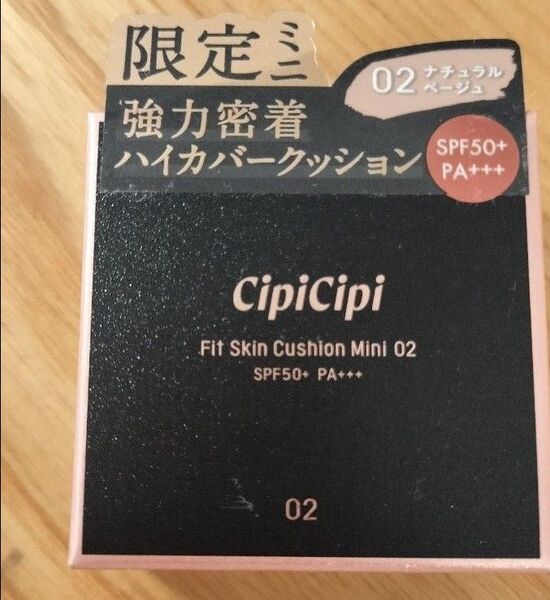 限定ミニ
02 ナチュラル
ベージュ
強力密着
ハイカバークッション
SPF50+
PA+++
CipiCipi
Fit Skin Cushion Mini 02
SPF50+ PA+++
02